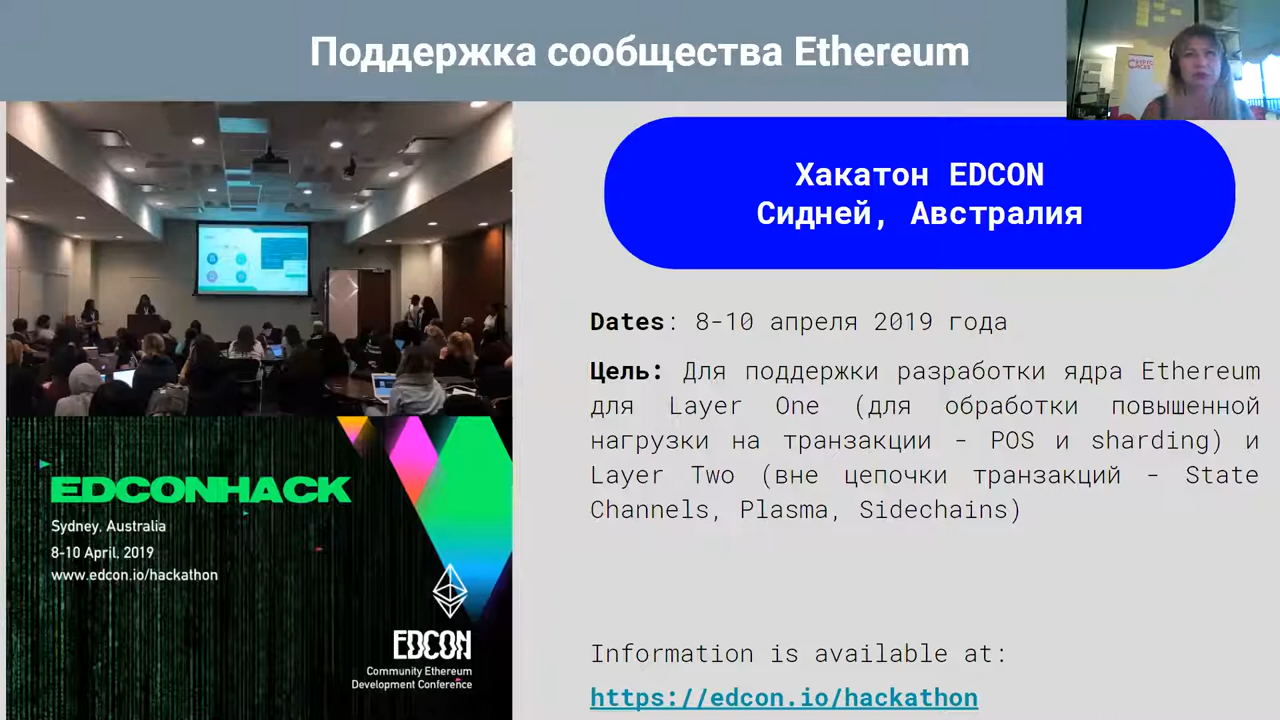 Поддержка сообщества Ethereum
Хакатон EDCON
Сидней, Австралия
Dates: 8-10 апреля 2019 года
Цель: Для поддержки разработки ядра Ethereum
для Layer One (для обработки повышенной
нагрузки на транзакции - POS и sharding) и
Layer Two (вне цепочки транзакций - State
Channels, Plasma, Sidechains)
Information is available at:
https://edcon.io/hackathon
EDCONHACK
Sydney, Australia
8-10 April, 2019
www.edcon.io/hackathon
EDCON
Community Ethereum
Development Conference